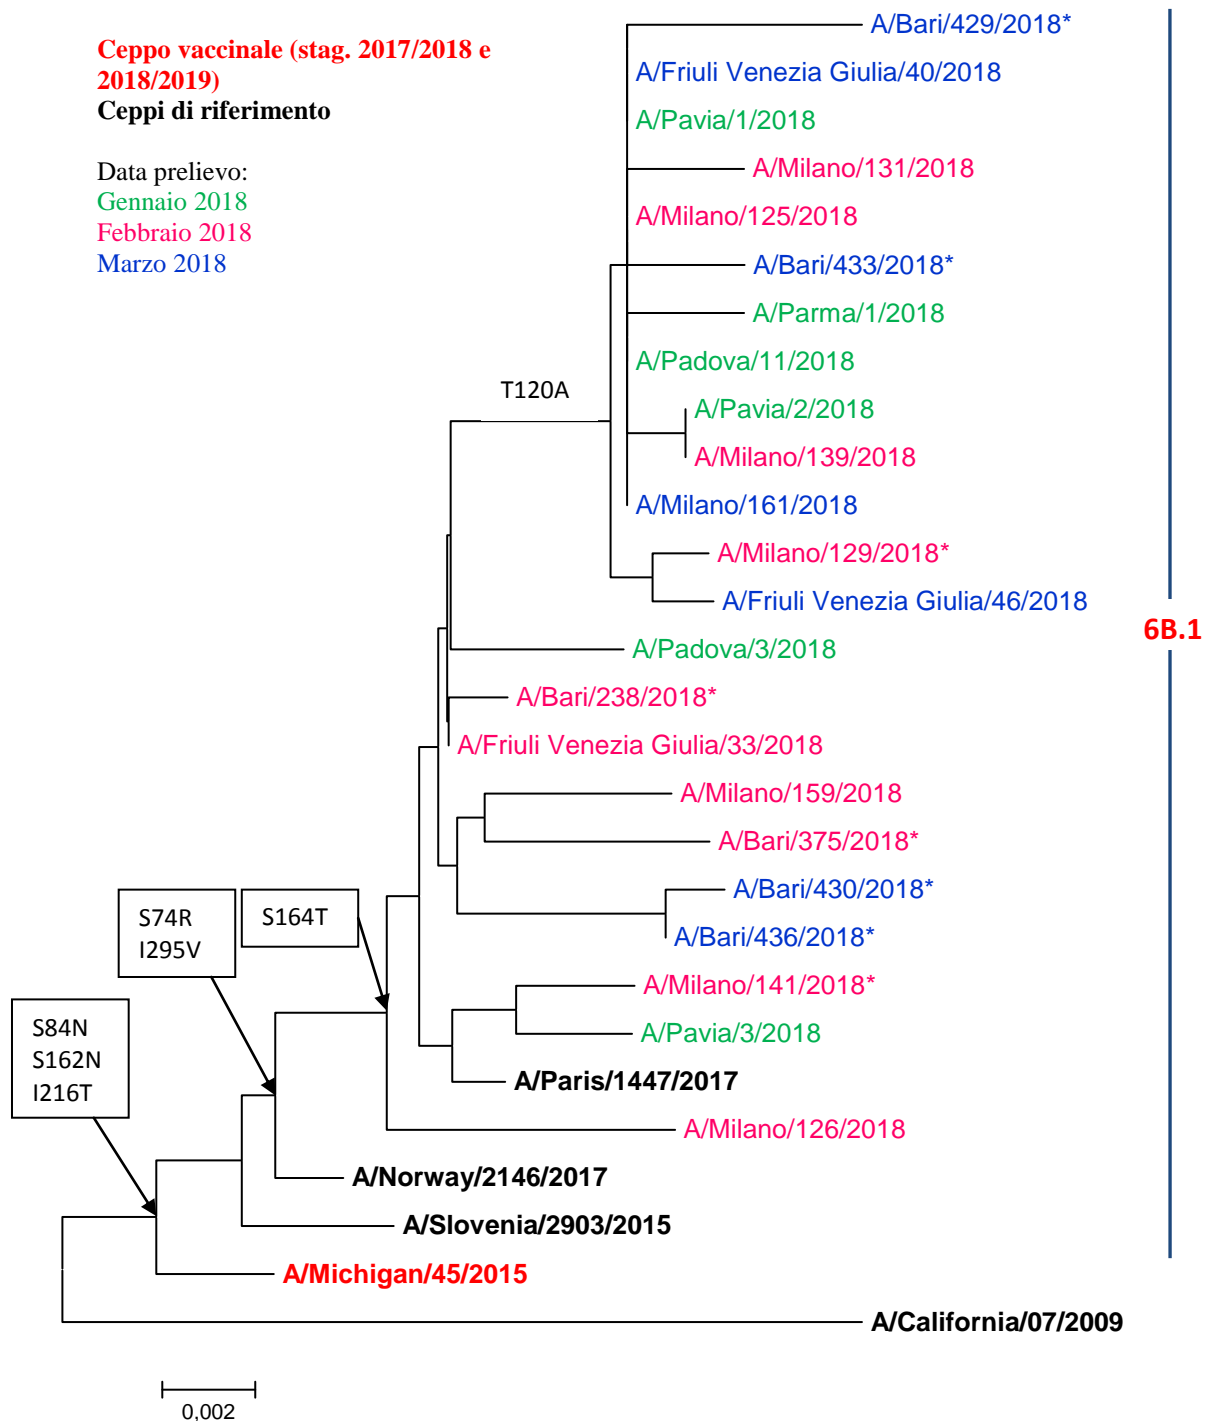 Ceppo vaccinale (stag. 2017/2018 e
2018/2019)
Ceppi di riferimento
Data prelievo:
Gennaio 2018
Febbraio 2018
Marzo 2018
A/Bari/429/2018*
A/Friuli Venezia Giulia/40/2018
A/Pavia/1/2018
A/Milano/131/2018
A/Milano/125/2018
A/Bari/433/2018*
A/Parma/1/2018
A/Padova/11/2018
T120A
A/Pavia/2/2018
A/Milano/139/2018
A/Milano/161/2018
A/Milano/129/2018*
A/Friuli Venezia Giulia/46/2018
6B.1
A/Padova/3/2018
A/Bari/238/2018*
A/Friuli Venezia Giulia/33/2018
A/Milano/159/2018
A/Bari/375/2018*
A/Bari/430/2018*
A/Bari/436/2018*
S74R
I295V
S164T
A/Milano/141/2018*
A/Pavia/3/2018
S84N
S162N
I216T
A/Paris/1447/2017
A/Milano/126/2018
A/Norway/2146/2017
A/Slovenia/2903/2015
A/Michigan/45/2015
A/California/07/2009
0,002